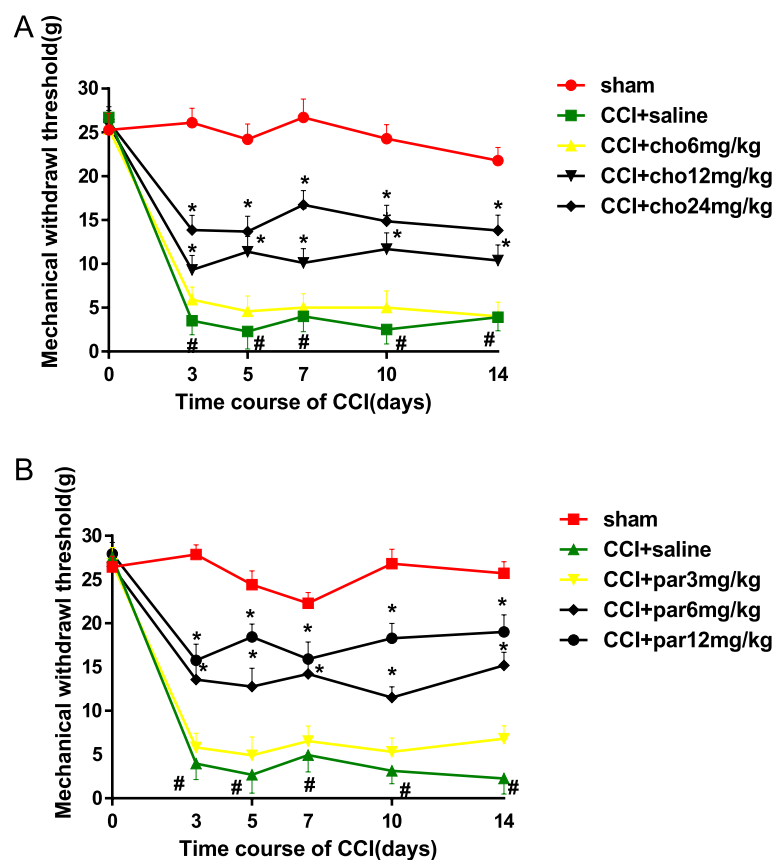 A
Mechanical withdrawl threshold(g)
30
25
20
15
10
5
0
* * * * *
* * * * *
# # # # #
0 3 5 7 10 14
Time course of CCI(days)
sham
CCI+saline
CCI+cho6mg/kg
CCI+cho12mg/kg
CCI+cho24mg/kg
B
Mechanical withdrawl threshold(g)
30
25
20
15
10
5
0
* * * * *
* * * * *
# # # # #
0 3 5 7 10 14
Time course of CCI(days)
sham
CCI+saline
CCI+par3mg/kg
CCI+par6mg/kg
CCI+par12mg/kg